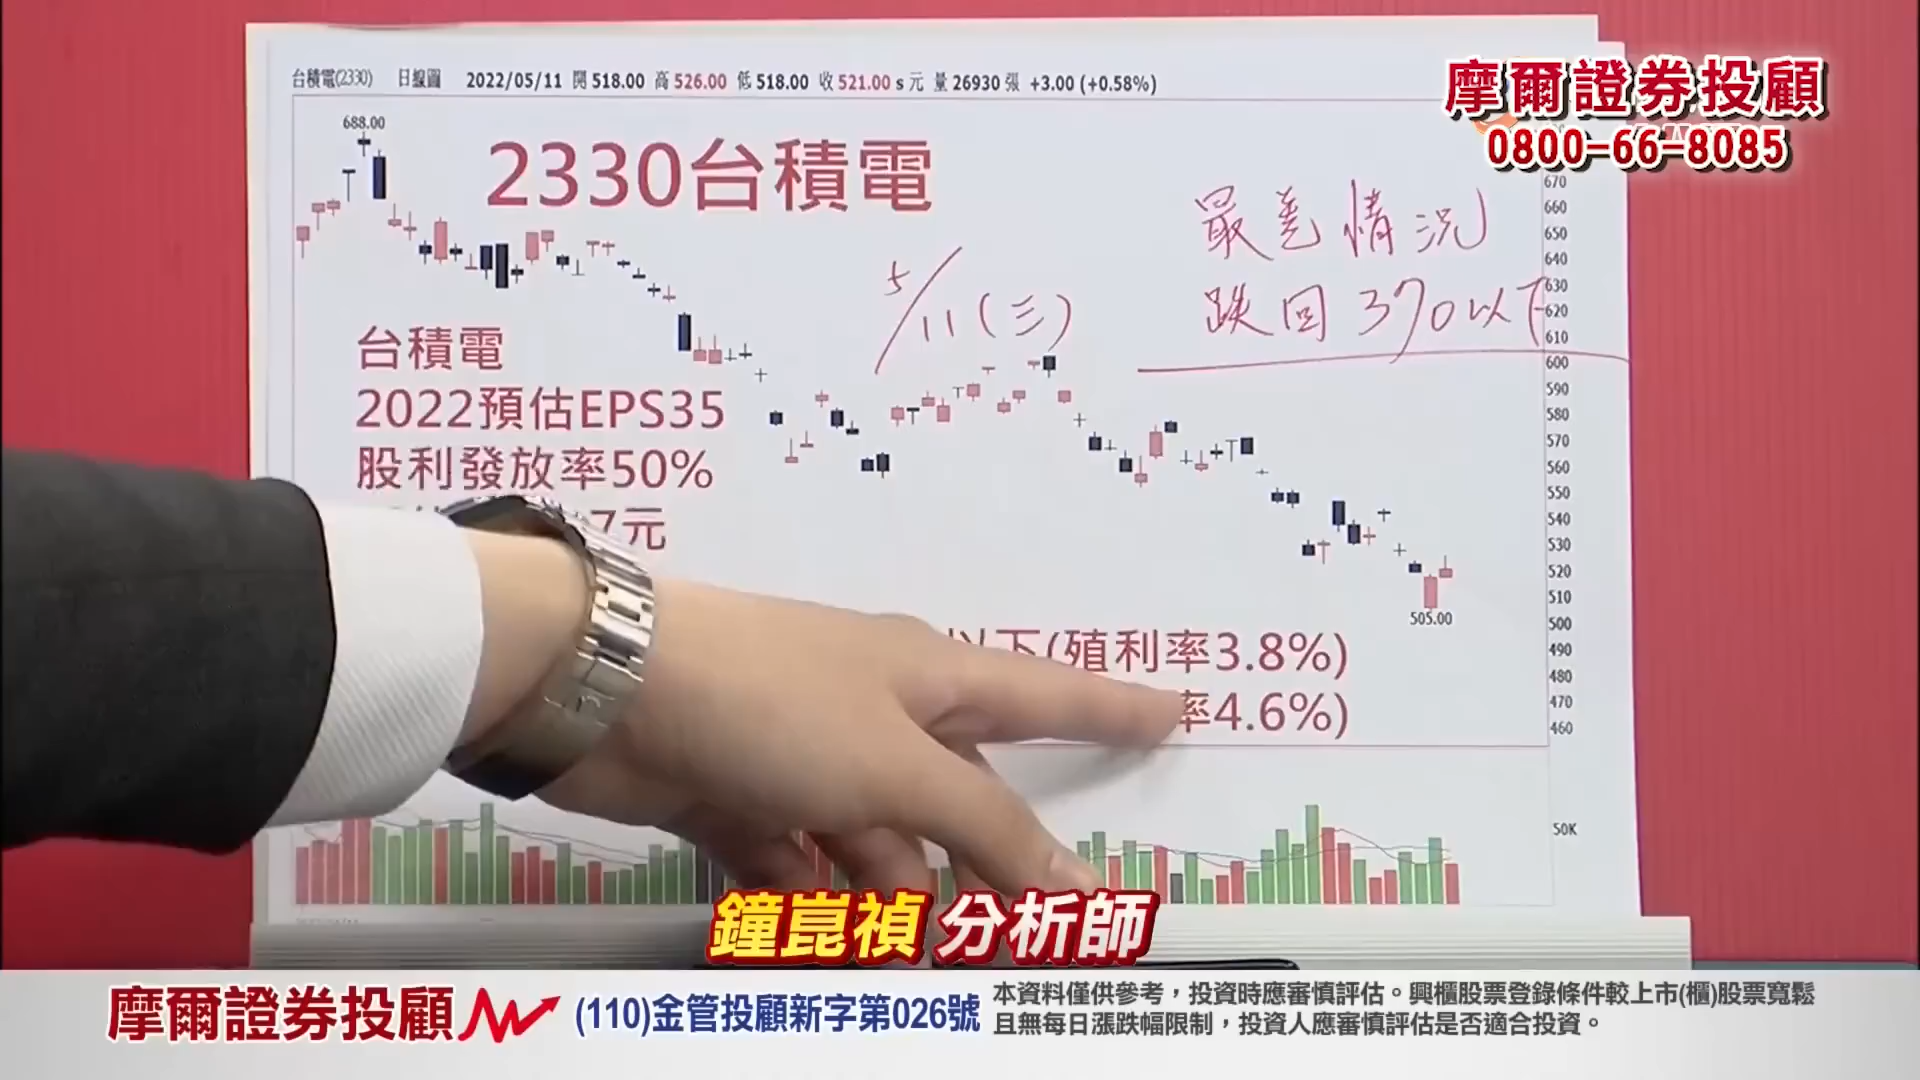 台積電(2330) 日線圖 2022/05/11 開 518.00 高 526.00 低 518.00 收 521.00 s 元 量 26930 張 +3.00 (+0.58%)
摩爾證券投顧
0800-66-8085
688.00
2330台積電
最差情況
跌回370以下
5/11(三)
台積電
2022預估EPS35
股利發放率50%
7元
以下(殖利率3.8%)
率4.6%)
505.00
670
660
650
640
630
620
610
600
590
580
570
560
550
540
530
520
510
500
490
480
470
460
50K
鐘崑禎 分析師
摩爾證券投顧 (110)金管投顧新字第026號
本資料僅供參考，投資時應審慎評估。興櫃股票登錄條件較上市(櫃)股票寬鬆
且無每日漲跌幅限制，投資人應審慎評估是否適合投資。